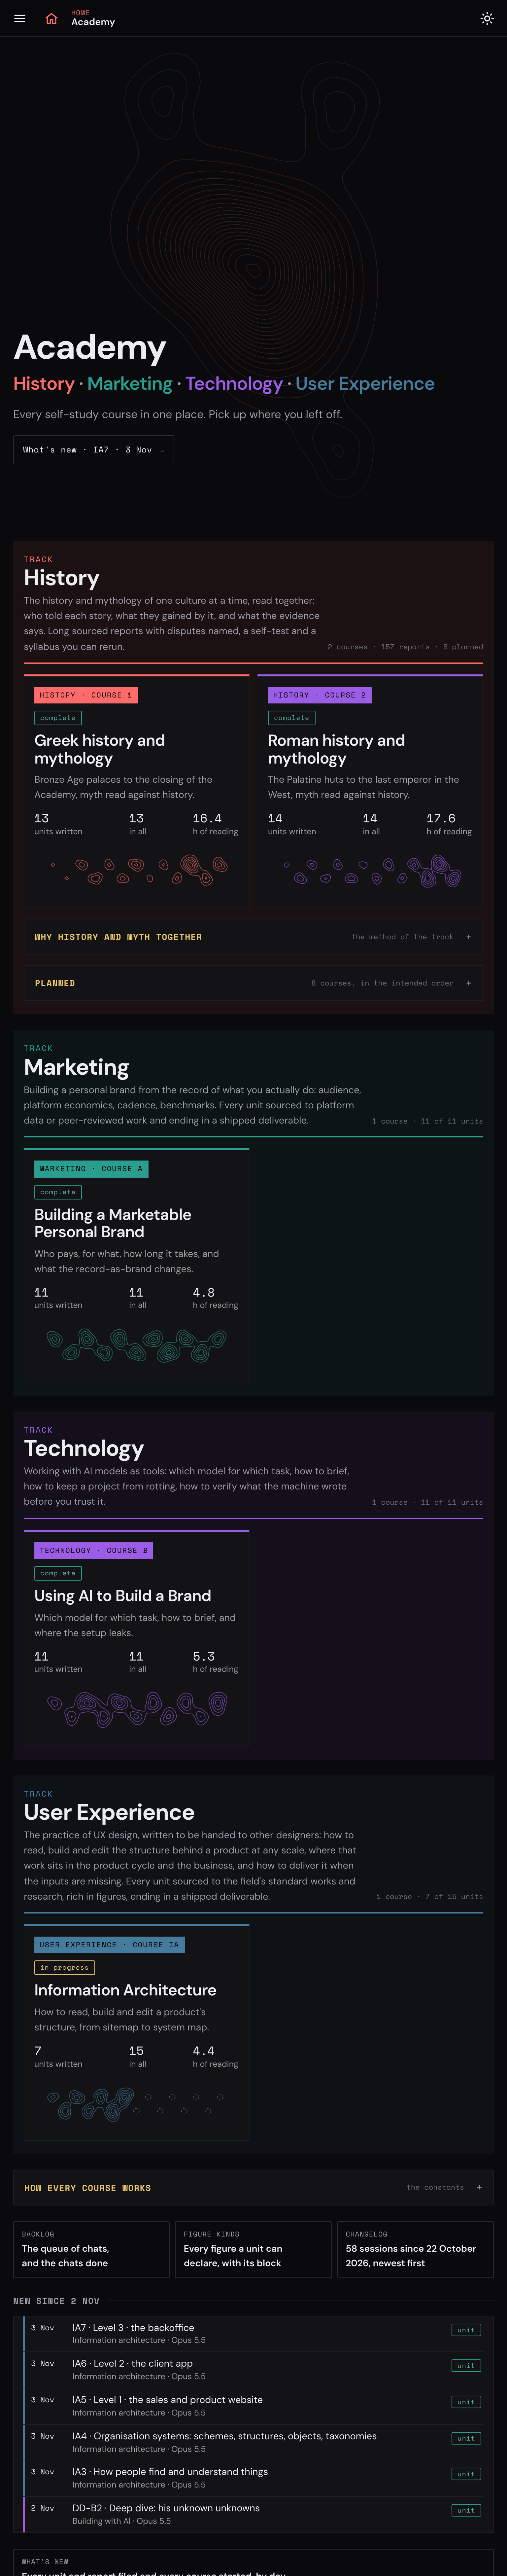 HOME
Academy
Academy
History · Marketing · Technology · User Experience
Every self-study course in one place. Pick up where you left off.
What's new · IA7 · 3 Nov →
TRACK
History
The history and mythology of one culture at a time, read together:
who told each story, what they gained by it, and what the evidence
says. Long sourced reports with disputes named, a self-test and a
syllabus you can rerun.
2 courses · 157 reports · 8 planned
HISTORY · COURSE 1
complete
Greek history and
mythology
Bronze Age palaces to the closing of the
Academy, myth read against history.
13 13 16.4
units written in all h of reading
HISTORY · COURSE 2
complete
Roman history and
mythology
The Palatine huts to the last emperor in the
West, myth read against history.
14 14 17.6
units written in all h of reading
WHY HISTORY AND MYTH TOGETHER the method of the track +
PLANNED 8 courses, in the intended order +
TRACK
Marketing
Building a personal brand from the record of what you actually do: audience,
platform economics, cadence, benchmarks. Every unit sourced to platform
data or peer-reviewed work and ending in a shipped deliverable.
1 course · 11 of 11 units
MARKETING · COURSE A
complete
Building a Marketable
Personal Brand
Who pays, for what, how long it takes, and
what the record-as-brand changes.
11 11 4.8
units written in all h of reading
TRACK
Technology
Working with AI models as tools: which model for which task, how to brief,
how to keep a project from rotting, how to verify what the machine wrote
before you trust it.
1 course · 11 of 11 units
TECHNOLOGY · COURSE B
complete
Using AI to Build a Brand
Which model for which task, how to brief, and
where the setup leaks.
11 11 5.3
units written in all h of reading
TRACK
User Experience
The practice of UX design, written to be handed to other designers: how to
read, build and edit the structure behind a product at any scale, where that
work sits in the product cycle and the business, and how to deliver it when
the inputs are missing. Every unit sourced to the field's standard works and
research, rich in figures, ending in a shipped deliverable.
1 course · 7 of 15 units
USER EXPERIENCE · COURSE IA
in progress
Information Architecture
How to read, build and edit a product's
structure, from sitemap to system map.
7 15 4.4
units written in all h of reading
HOW EVERY COURSE WORKS the constants +
BACKLOG
The queue of chats,
and the chats done
FIGURE KINDS
Every figure a unit can
declare, with its block
CHANGELOG
58 sessions since 22 October
2026, newest first
NEW SINCE 2 NOV
3 Nov IA7 · Level 3 · the backoffice unit
Information architecture · Opus 5.5
3 Nov IA6 · Level 2 · the client app unit
Information architecture · Opus 5.5
3 Nov IA5 · Level 1 · the sales and product website unit
Information architecture · Opus 5.5
3 Nov IA4 · Organisation systems: schemes, structures, objects, taxonomies unit
Information architecture · Opus 5.5
3 Nov IA3 · How people find and understand things unit
Information architecture · Opus 5.5
2 Nov DD-B2 · Deep dive: his unknown unknowns unit
Building with AI · Opus 5.5
WHAT'S NEW
Every unit and report filed and every course started, by day